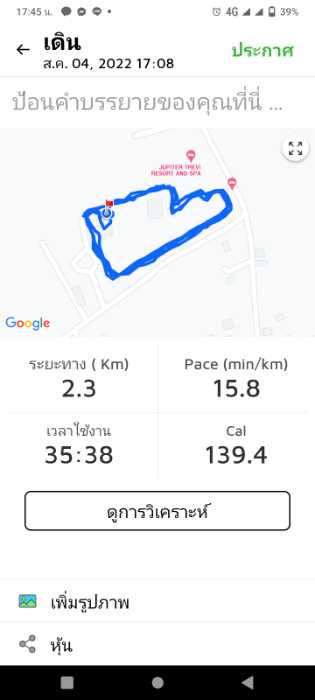 17:45 น.
4G
39%
เดิน
ประกาศ
ส.ค. 04, 2022 17:08
ป้อนคำบรรยายของคุณที่นี่ ...
JUPITER TREVI
RESORT AND SPA
Google
ระยะทาง ( Km)
Pace (min/km)
2.3
15.8
เวลาใช้งาน
Cal
35:38
139.4
ดูการวิเคราะห์
เพิ่มรูปภาพ
หุ้น